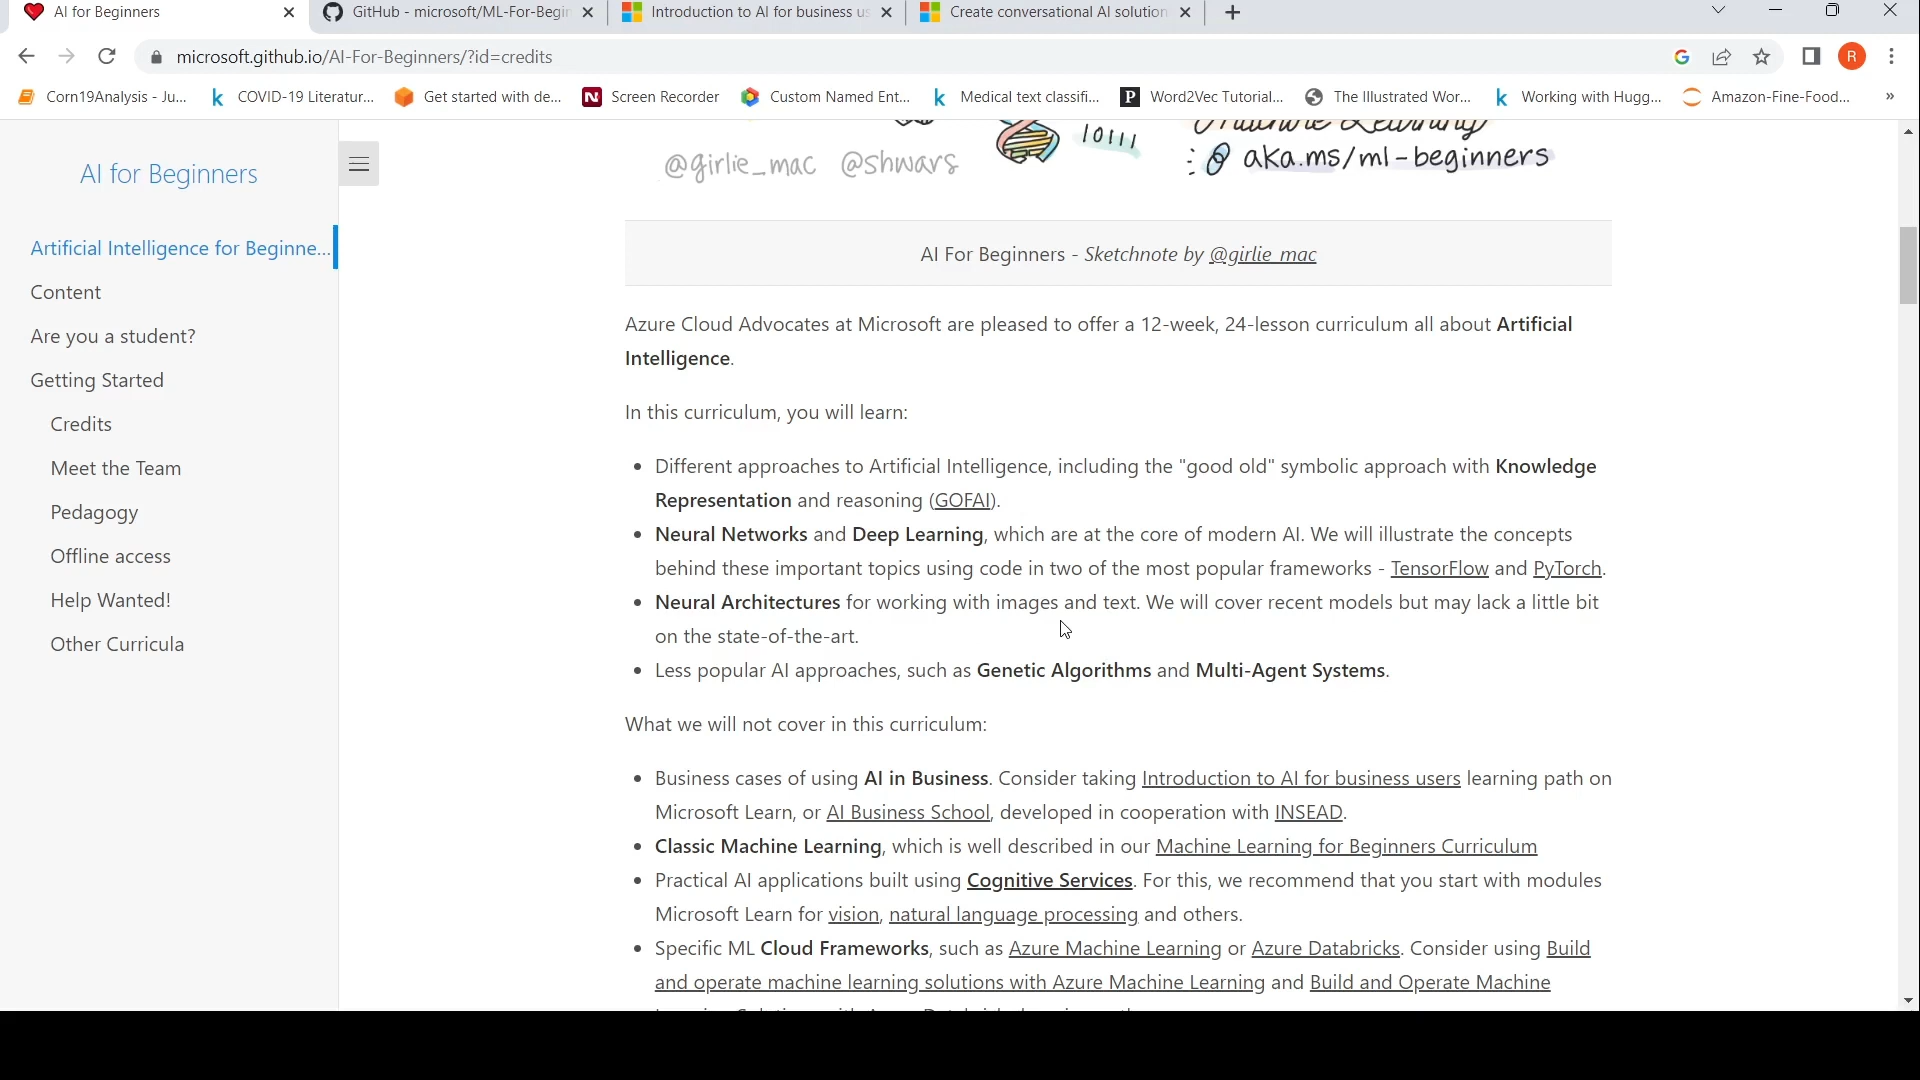 AI for Beginners
GitHub - microsoft/ML-For-Begin
Introduction to AI for business us
Create conversational AI solution
microsoft.github.io/AI-For-Beginners/?id=credits
R
Corn19Analysis - Ju...
COVID-19 Literatur...
Get started with de...
Screen Recorder
Custom Named Ent...
Medical text classifi...
Word2Vec Tutorial...
The Illustrated Wor...
Working with Hugg...
Amazon-Fine-Food...
»
AI for Beginners
Artificial Intelligence for Beginne...
Content
Are you a student?
Getting Started
Credits
Meet the Team
Pedagogy
Offline access
Help Wanted!
Other Curricula
10111
Machine Learning
@girlie_mac @shwars
aka.ms/ml-beginners
AI For Beginners - Sketchnote by @girlie_mac
Azure Cloud Advocates at Microsoft are pleased to offer a 12-week, 24-lesson curriculum all about Artificial
Intelligence.
In this curriculum, you will learn:
• Different approaches to Artificial Intelligence, including the "good old" symbolic approach with Knowledge
Representation and reasoning (GOFAI).
• Neural Networks and Deep Learning, which are at the core of modern AI. We will illustrate the concepts
behind these important topics using code in two of the most popular frameworks - TensorFlow and PyTorch.
• Neural Architectures for working with images and text. We will cover recent models but may lack a little bit
on the state-of-the-art.
• Less popular AI approaches, such as Genetic Algorithms and Multi-Agent Systems.
What we will not cover in this curriculum:
• Business cases of using AI in Business. Consider taking Introduction to AI for business users learning path on
Microsoft Learn, or AI Business School, developed in cooperation with INSEAD.
• Classic Machine Learning, which is well described in our Machine Learning for Beginners Curriculum
• Practical AI applications built using Cognitive Services. For this, we recommend that you start with modules
Microsoft Learn for vision, natural language processing and others.
• Specific ML Cloud Frameworks, such as Azure Machine Learning or Azure Databricks. Consider using Build
and operate machine learning solutions with Azure Machine Learning and Build and Operate Machine